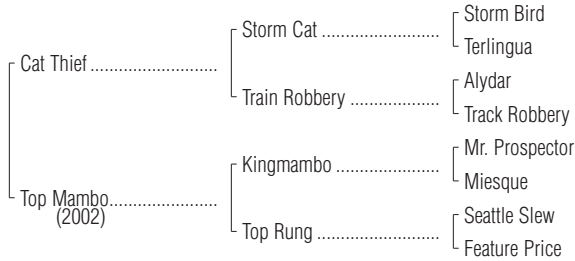 Storm Bird
Storm Cat ........................
Terlingua
Cat Thief ..........................
Alydar
Train Robbery ...................
Track Robbery
Mr. Prospector
Kingmambo .....................
Miesque
Top Mambo......................
(2002)
Seattle Slew
Top Rung .........................
Feature Price